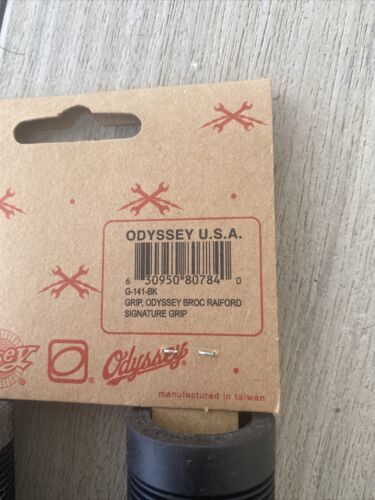 ODYSSEY U.S.A.
6 30950 80784 0
G-141-BK
GRIP, ODYSSEY BROC RAIFORD
SIGNATURE GRIP
Odyssey
manufactured in taiwan